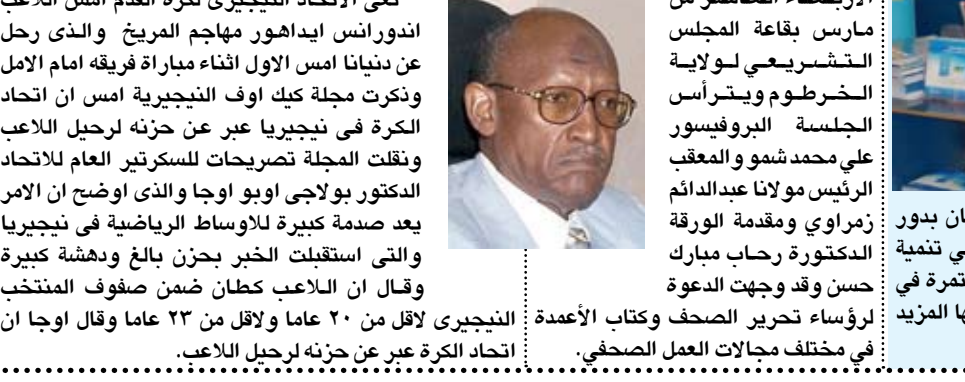 مارس بقاعة المجلس
التشريعي لولاية
الخرطوم ويترأس
الجلسة البروفيسور
علي محمد شمو والمعقب
الرئيس مولانا عبدالدائم
زمراوي ومقدمة الورقة
الدكتورة رحاب مبارك
حسن وقد وجهت الدعوة
لرؤساء تحرير الصحف وكتاب الأعمدة
في مختلف مجالات العمل الصحفي.
اندورانس ايداهور مهاجم المريخ والذى رحل
عن دنيانا امس الاول اثناء مباراة فريقه امام الامل
وذكرت مجلة كيك اوف النيجيرية امس ان اتحاد
الكرة فى نيجيريا عبر عن حزنه لرحيل اللاعب
ونقلت المجلة تصريحات للسكرتير العام للاتحاد
الدكتور بولاجى اوبو اوجا والذى اوضح ان الامر
يعد صدمة كبيرة للاوساط الرياضية فى نيجيريا
والتى استقبلت الخبر بحزن بالغ ودهشة كبيرة
وقال ان اللاعب كطان ضمن صفوف المنتخب
النيجيرى لاقل من ٢٠ عاما ولاقل من ٢٣ عاما وقال اوجا ان
اتحاد الكرة عبر عن حزنه لرحيل اللاعب.
ان بدور
ي تنمية
تمرة في
ها المزيد